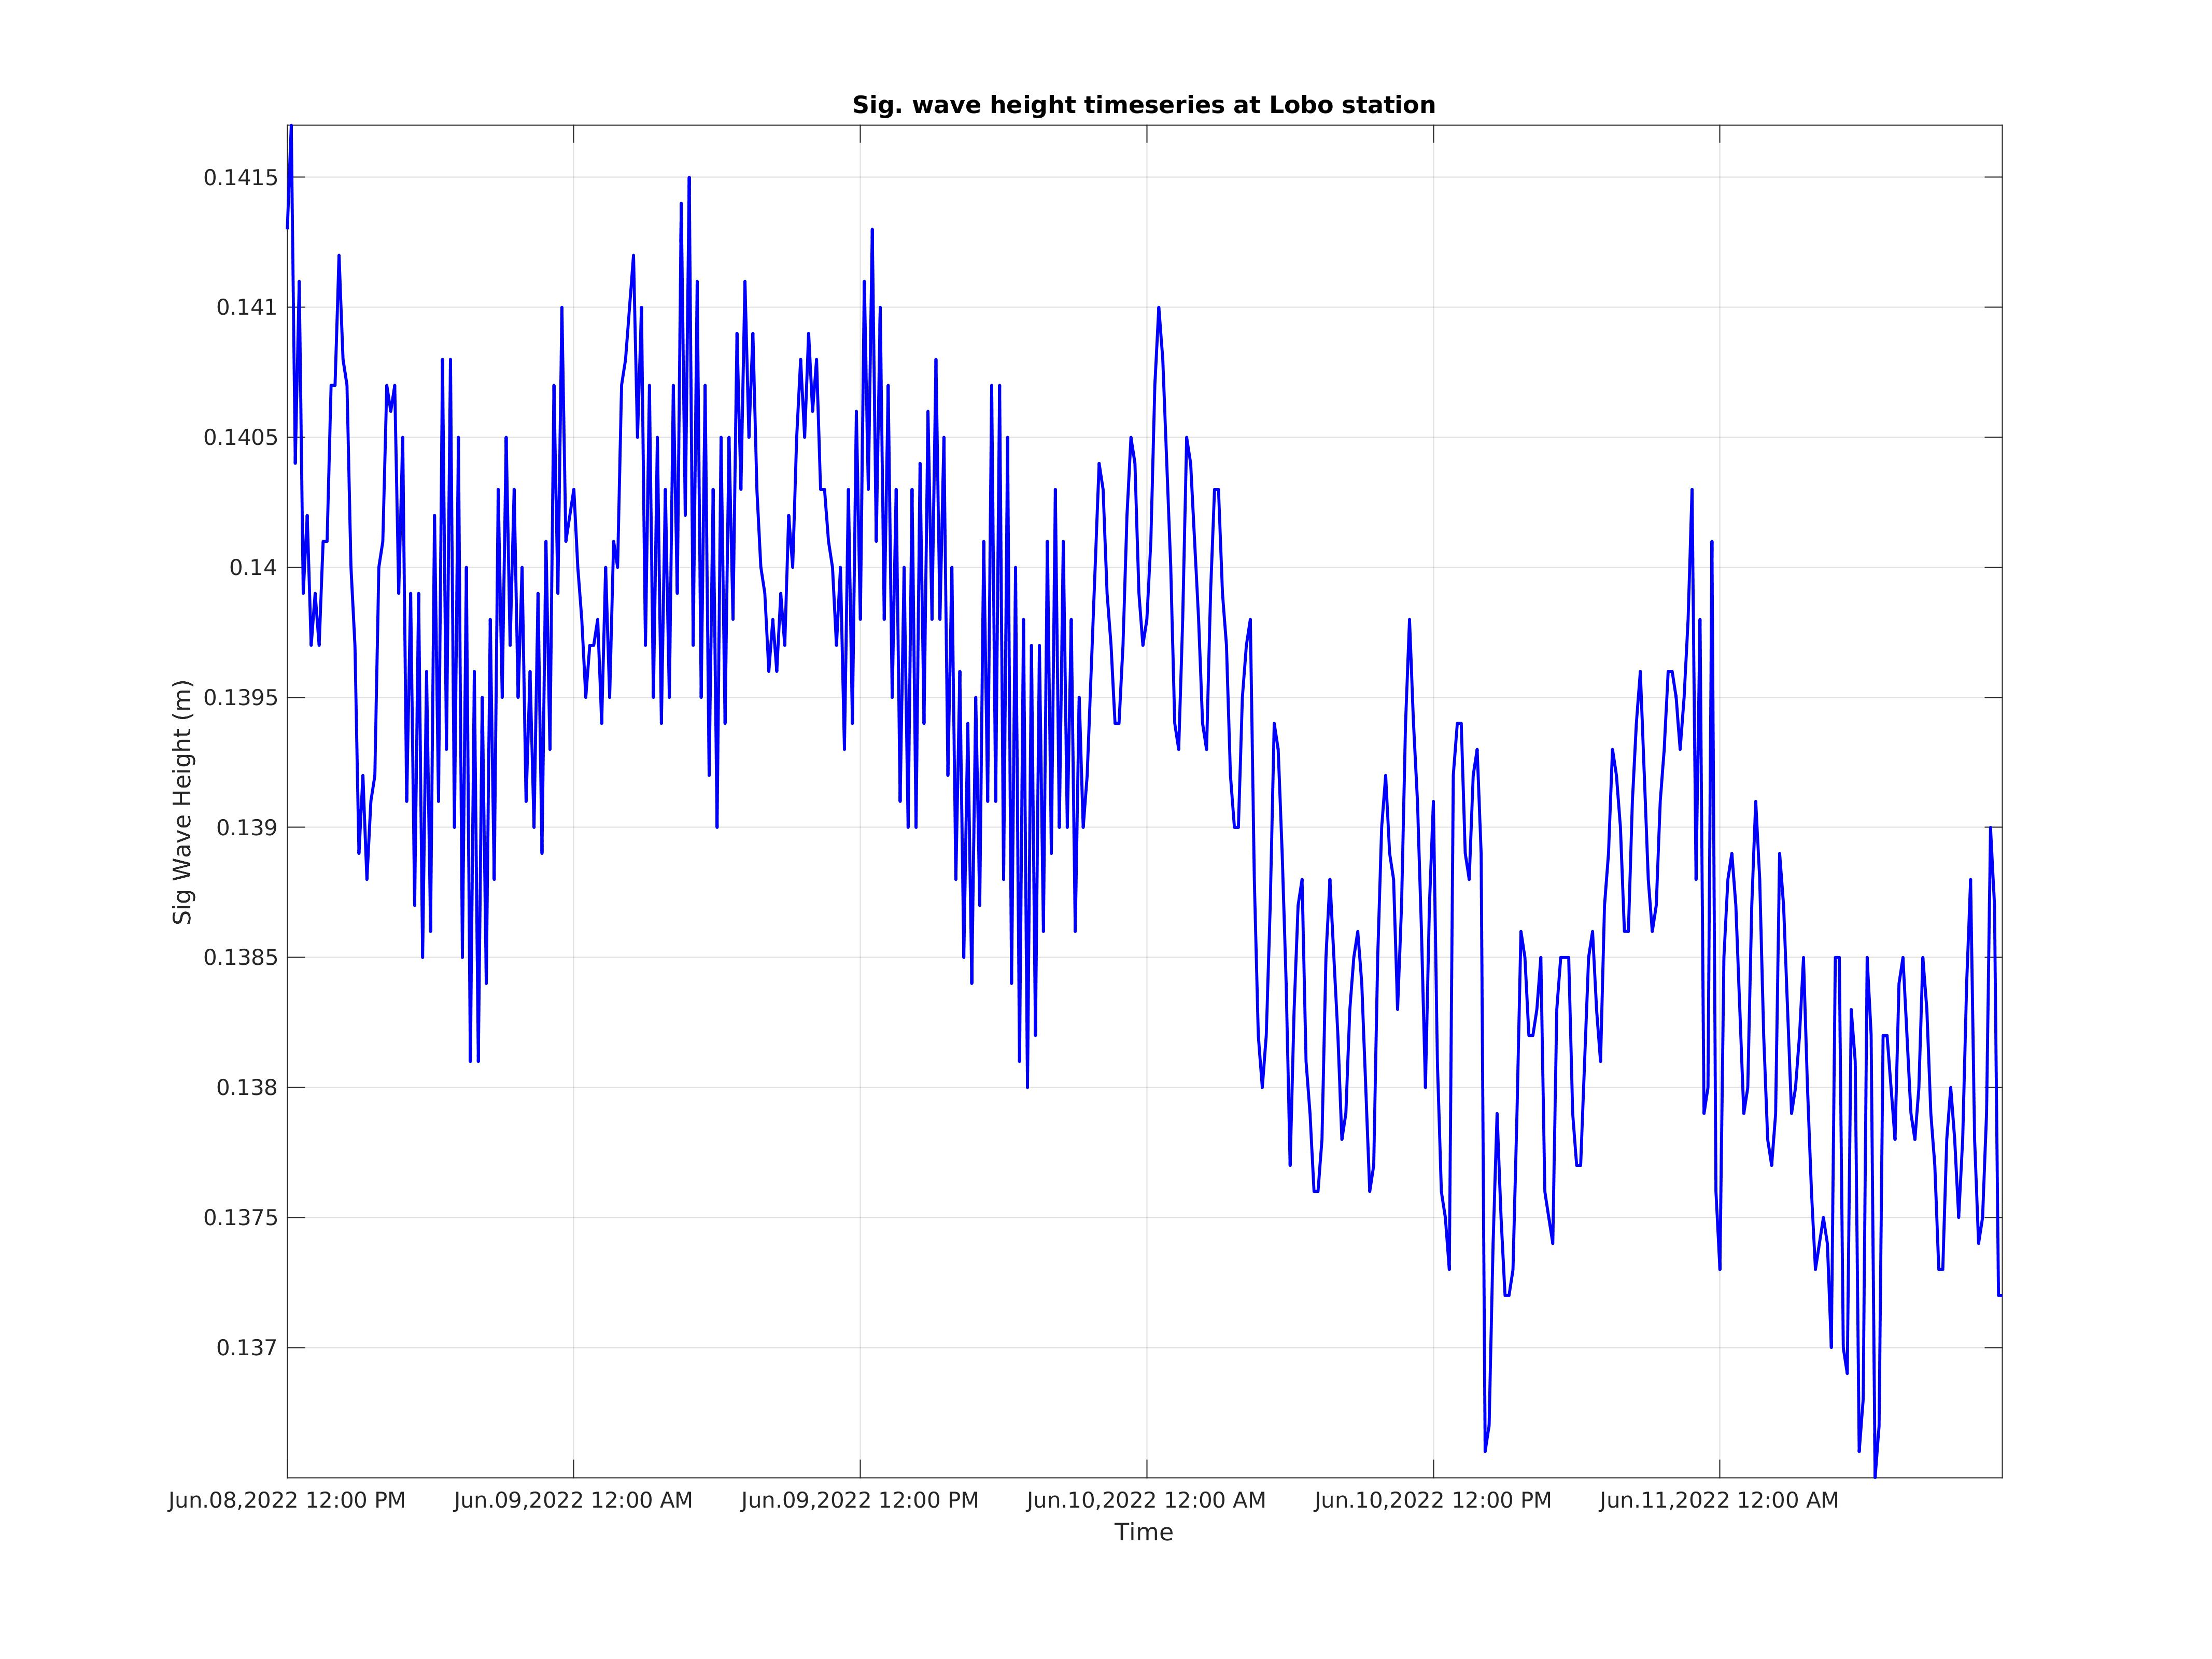 Sig. wave height timeseries at Lobo station
0.1415
0.141
0.1405
0.14
0.1395
0.139
0.1385
0.138
0.1375
0.137
Sig Wave Height (m)
Jun.08,2022 12:00 PM
Jun.09,2022 12:00 AM
Jun.09,2022 12:00 PM
Jun.10,2022 12:00 AM
Jun.10,2022 12:00 PM
Jun.11,2022 12:00 AM
Time